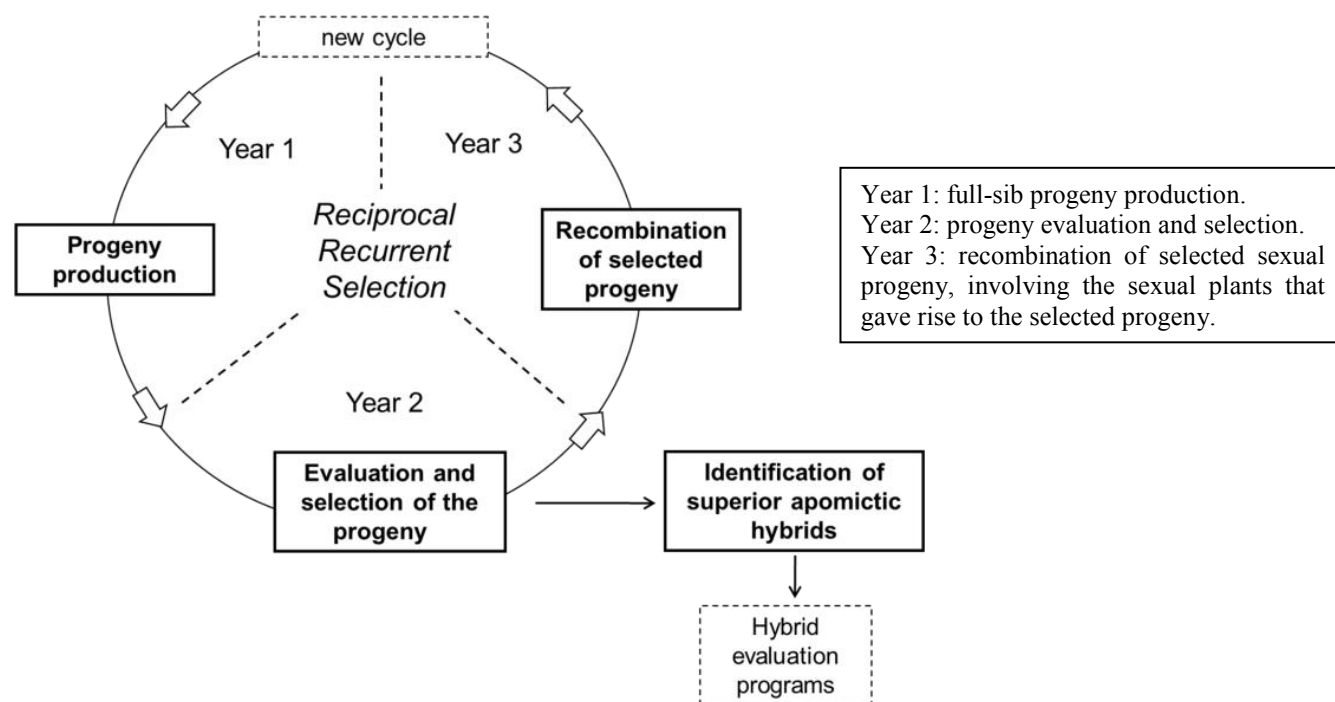 new cycle
Year 1
Year 3
Reciprocal
Recurrent
Selection
Progeny
production
Recombination
of selected
progeny
Year 2
Evaluation and
selection of the
progeny
Identification of
superior apomictic
hybrids
Hybrid
evaluation
programs
Year 1: full-sib progeny production.
Year 2: progeny evaluation and selection.
Year 3: recombination of selected sexual
progeny, involving the sexual plants that
gave rise to the selected progeny.